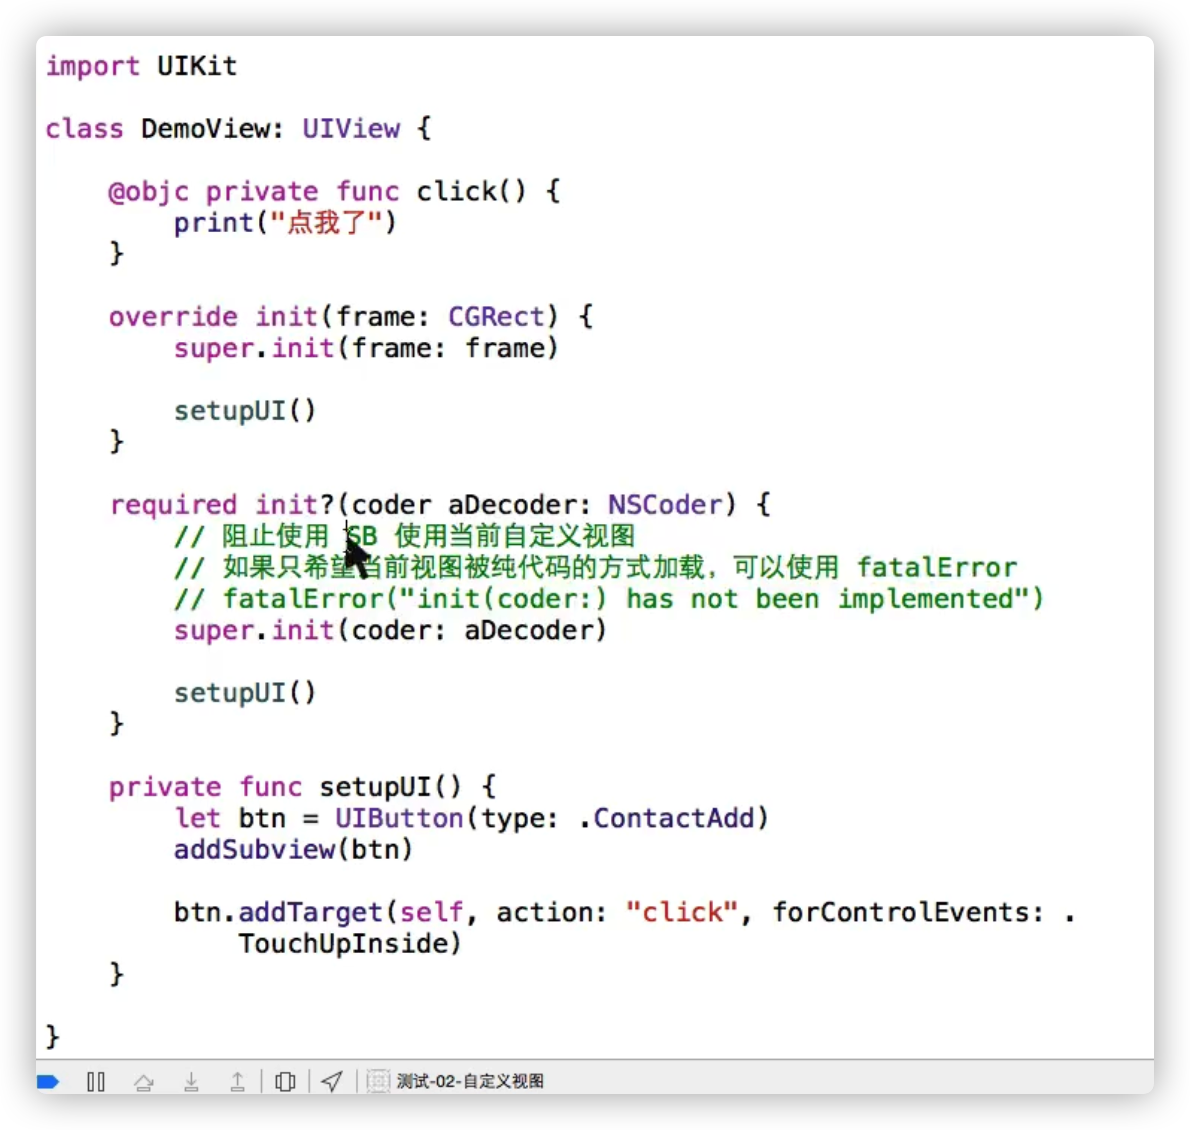 import UIKit
class DemoView: UIView {
@objc private func click() {
print("点我了")
}
override init(frame: CGRect) {
super.init(frame: frame)
setupUI()
}
required init?(coder aDecoder: NSCoder) {
// 阻止使用 SB 使用当前自定义视图
// 如果只希望当前视图被纯代码的方式加载，可以使用 fatalError
// fatalError("init(coder:) has not been implemented")
super.init(coder: aDecoder)
setupUI()
}
private func setupUI() {
let btn = UIButton(type: .ContactAdd)
addSubview(btn)
btn.addTarget(self, action: "click", forControlEvents: .
TouchUpInside)
}
}
测试-02-自定义视图